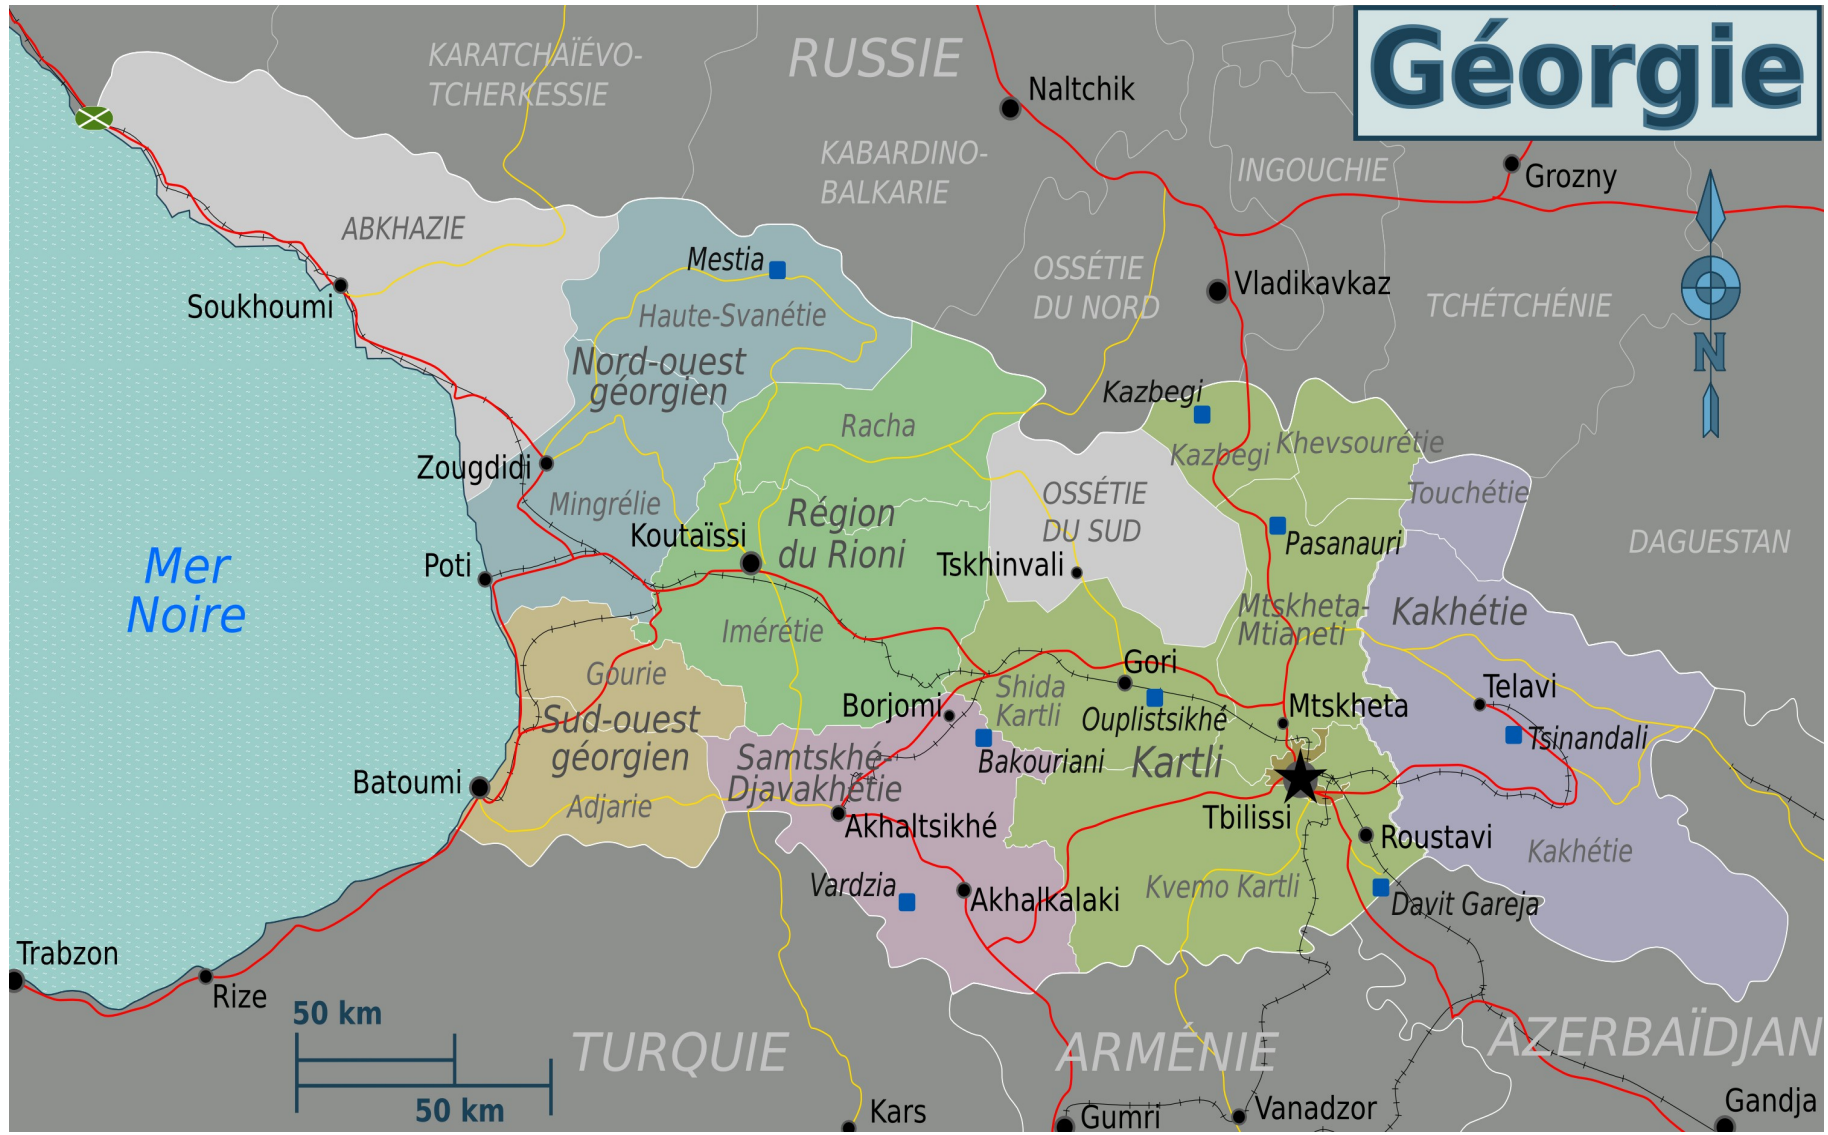 Géorgie
KARATCHAÏÉVO-
TCHERKESSIE
RUSSIE
Naltchik
KABARDINO-
BALKARIE
INGOUCHIE
Grozny
ABKHAZIE
Mestia
OSSÉTIE
DU NORD
Vladikavkaz
TCHÉTCHÉNIE
Soukhoumi
Haute-Svanétie
N
Nord-ouest
géorgien
Kazbegi
Racha
Kazbegi
Khevsourétie
Zougdidi
Mingrélie
OSSÉTIE
DU SUD
Touchétie
Région
du Rioni
Koutaïssi
Pasanauri
DAGUESTAN
Mer
Noire
Poti
Tskhinvali
Mtskheta-
Mtianeti
Kakhétie
Imérétie
Gourie
Gori
Shida
Kartli
Telavi
Borjomi
Ouplistsikhé
Mtskheta
Sud-ouest
géorgien
Tsinandali
Samtskhé-
Djavakhétie
Bakouriani
Kartli
Batoumi
Adjarie
Akhaltsikhé
Tbilissi
Roustavi
Kakhétie
Vardzia
Akhalkalaki
Kvemo Kartli
Davit Gareja
Trabzon
Rize
50 km
50 km
TURQUIE
ARMÉNIE
AZERBAÏDJAN
Kars
Gumri
Vanadzor
Gandja